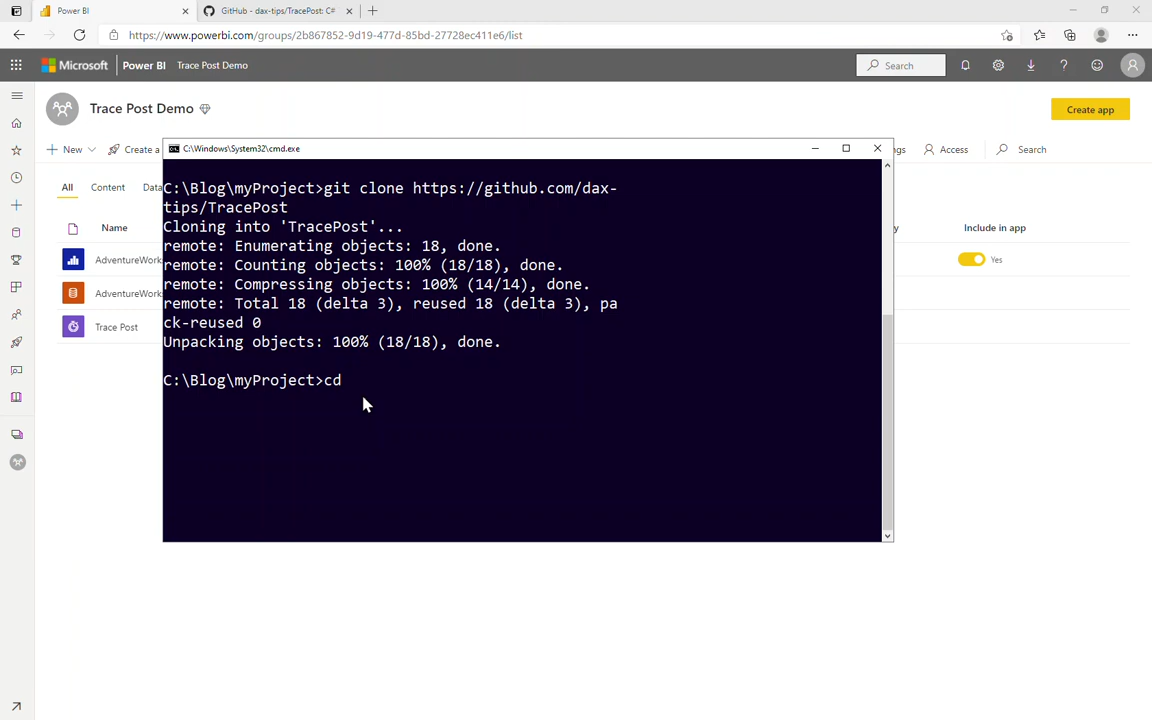 Power BI
GitHub - dax-tips/TracePost: C#
https://www.powerbi.com/groups/2b867852-9d19-477d-85bd-27728ec411e6/list
Microsoft Power BI Trace Post Demo
Search
Trace Post Demo
Create app
New
Create a
ngs
Access
Search
All Content Data
Name
y
Include in app
AdventureWork
Yes
AdventureWork
Trace Post
C:\Windows\System32\cmd.exe
C:\Blog\myProject>git clone https://github.com/dax-
tips/TracePost
Cloning into 'TracePost'...
remote: Enumerating objects: 18, done.
remote: Counting objects: 100% (18/18), done.
remote: Compressing objects: 100% (14/14), done.
remote: Total 18 (delta 3), reused 18 (delta 3), pa
ck-reused 0
Unpacking objects: 100% (18/18), done.
C:\Blog\myProject>cd